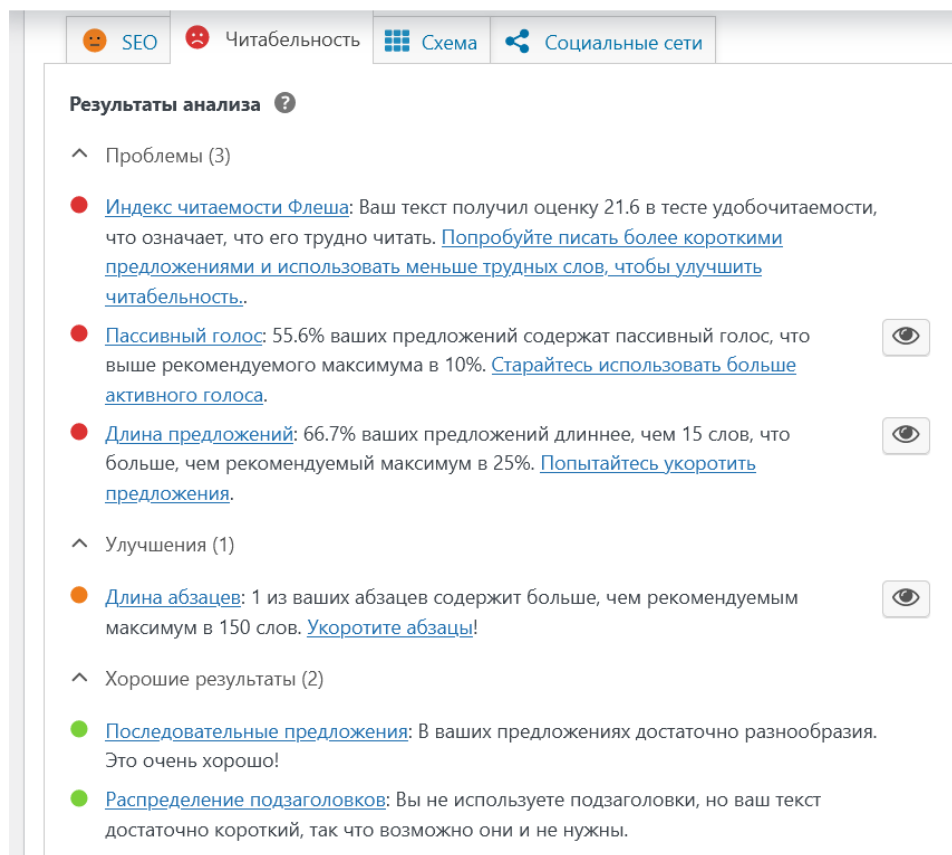 SEO Читабельность Схема Социальные сети
Результаты анализа ?
Проблемы (3)
Индекс читаемости Флеша: Ваш текст получил оценку 21.6 в тесте удобочитаемости,
что означает, что его трудно читать. Попробуйте писать более короткими
предложениями и использовать меньше трудных слов, чтобы улучшить
читабельность..
Пассивный голос: 55.6% ваших предложений содержат пассивный голос, что
выше рекомендуемого максимума в 10%. Старайтесь использовать больше
активного голоса.
Длина предложений: 66.7% ваших предложений длиннее, чем 15 слов, что
больше, чем рекомендуемый максимум в 25%. Попытайтесь укоротить
предложения.
Улучшения (1)
Длина абзацев: 1 из ваших абзацев содержит больше, чем рекомендуемым
максимум в 150 слов. Укоротите абзацы!
Хорошие результаты (2)
Последовательные предложения: В ваших предложениях достаточно разнообразия.
Это очень хорошо!
Распределение подзаголовков: Вы не используете подзаголовки, но ваш текст
достаточно короткий, так что возможно они и не нужны.